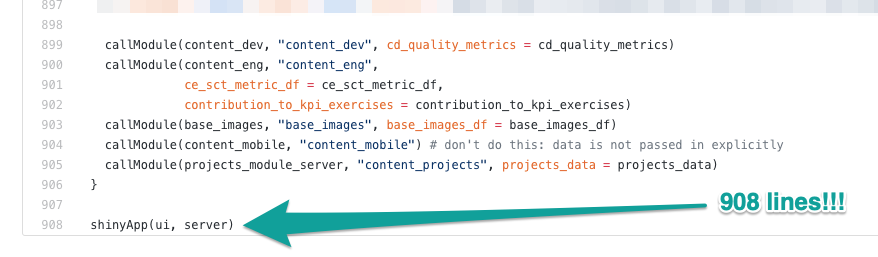 897
898
899 callModule(content_dev, "content_dev", cd_quality_metrics = cd_quality_metrics)
900 callModule(content_eng, "content_eng",
901 ce_sct_metric_df = ce_sct_metric_df,
902 contribution_to_kpi_exercises = contribution_to_kpi_exercises)
903 callModule(base_images, "base_images", base_images_df = base_images_df)
904 callModule(content_mobile, "content_mobile") # don't do this: data is not passed in explicitly
905 callModule(projects_module_server, "content_projects", projects_data = projects_data)
906 }
907
908 shinyApp(ui, server)
908 lines!!!